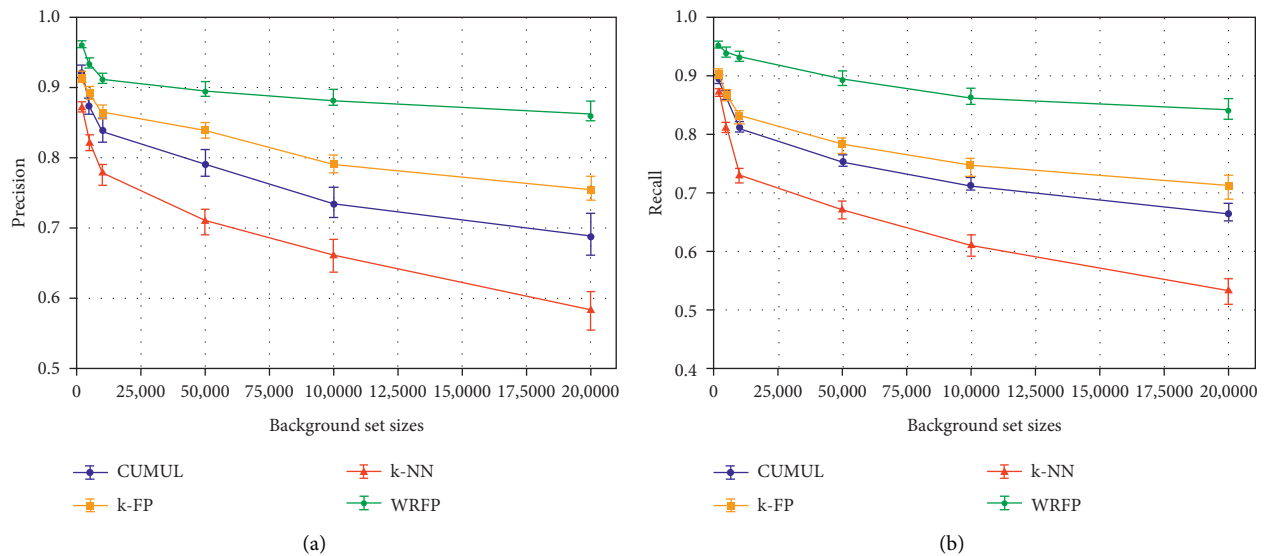 1.0
0.9
0.8
0.7
0.6
0.5
Precision
0 25,000 50,000 75,000 10,0000 12,5000 15,0000 17,5000 20,0000
Background set sizes
CUMUL
k-FP
k-NN
WRFP
(a)
1.0
0.9
0.8
0.7
0.6
0.5
0.4
Recall
0 25,000 50,000 75,000 10,0000 12,5000 15,0000 17,5000 20,0000
Background set sizes
CUMUL
k-FP
k-NN
WRFP
(b)